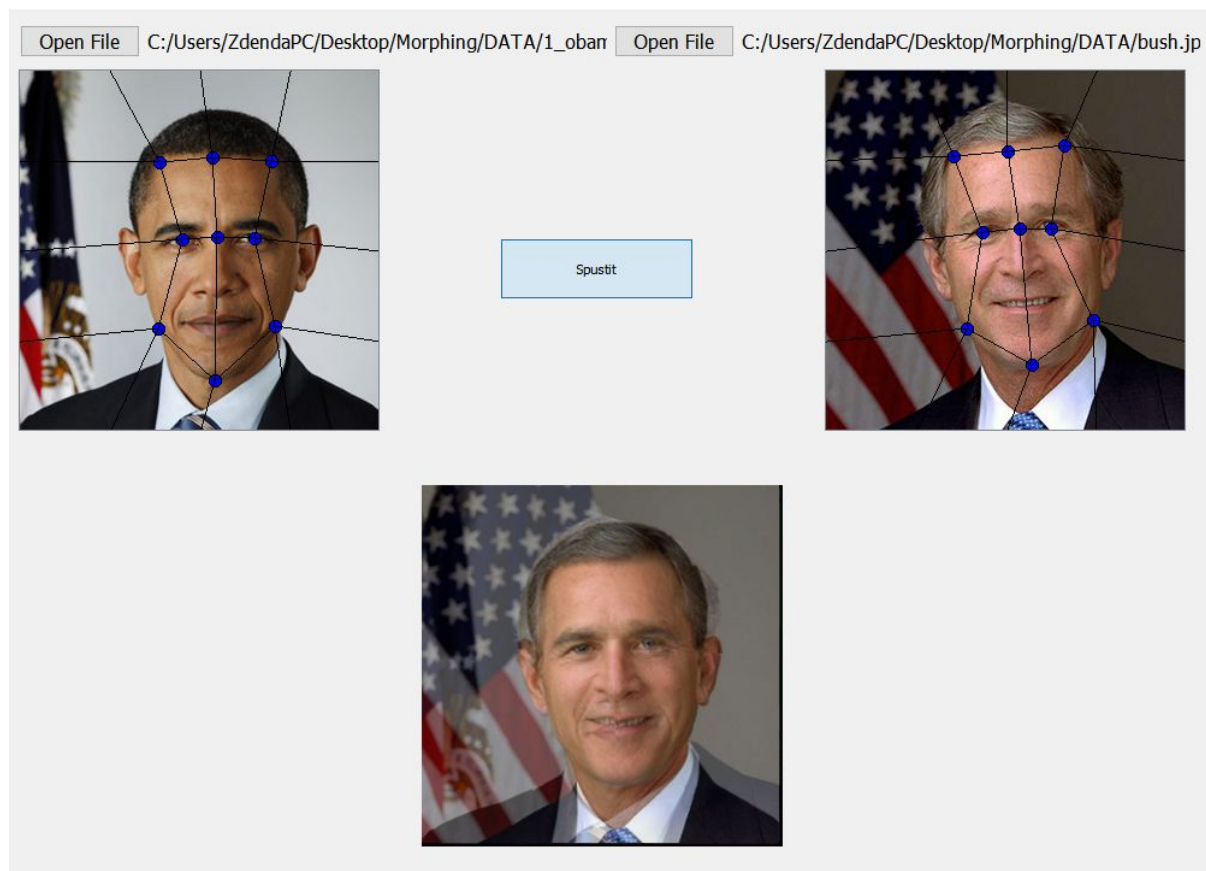 Open File C:/Users/ZdendaPC/Desktop/Morphing/DATA/1_obam Open File C:/Users/ZdendaPC/Desktop/Morphing/DATA/bush.jp
Spustit